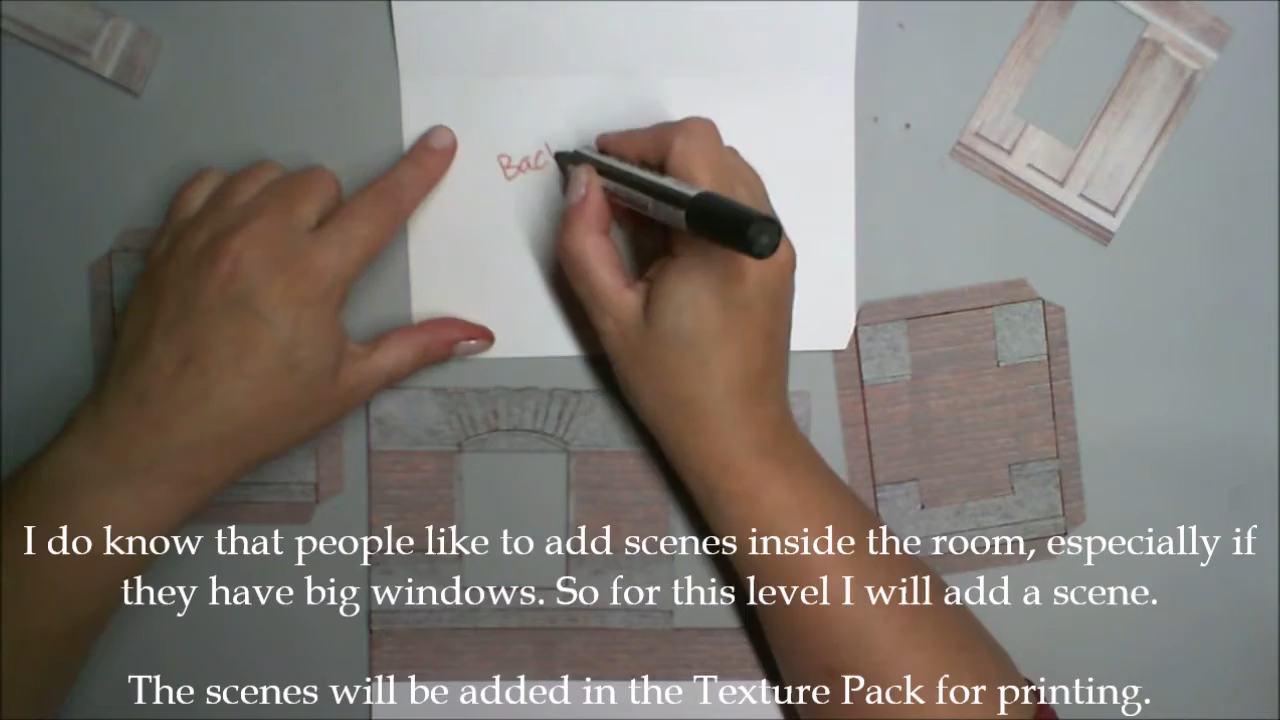 Back
I do know that people like to add scenes inside the room, especially if
they have big windows. So for this level I will add a scene.
The scenes will be added in the Texture Pack for printing.